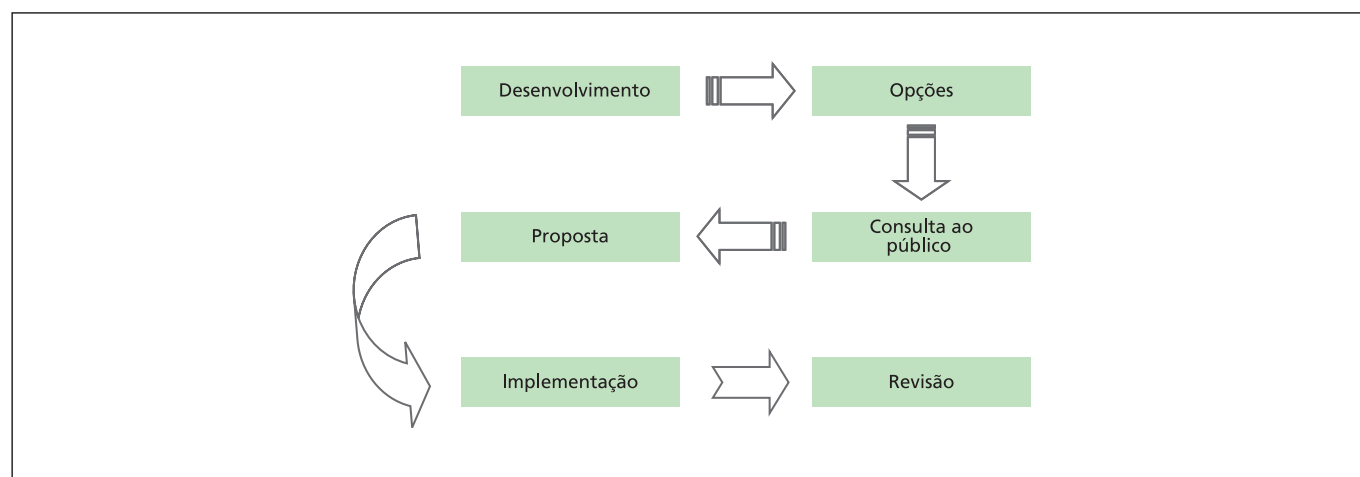 Desenvolvimento
Opções
Consulta ao
público
Proposta
Implementação
Revisão